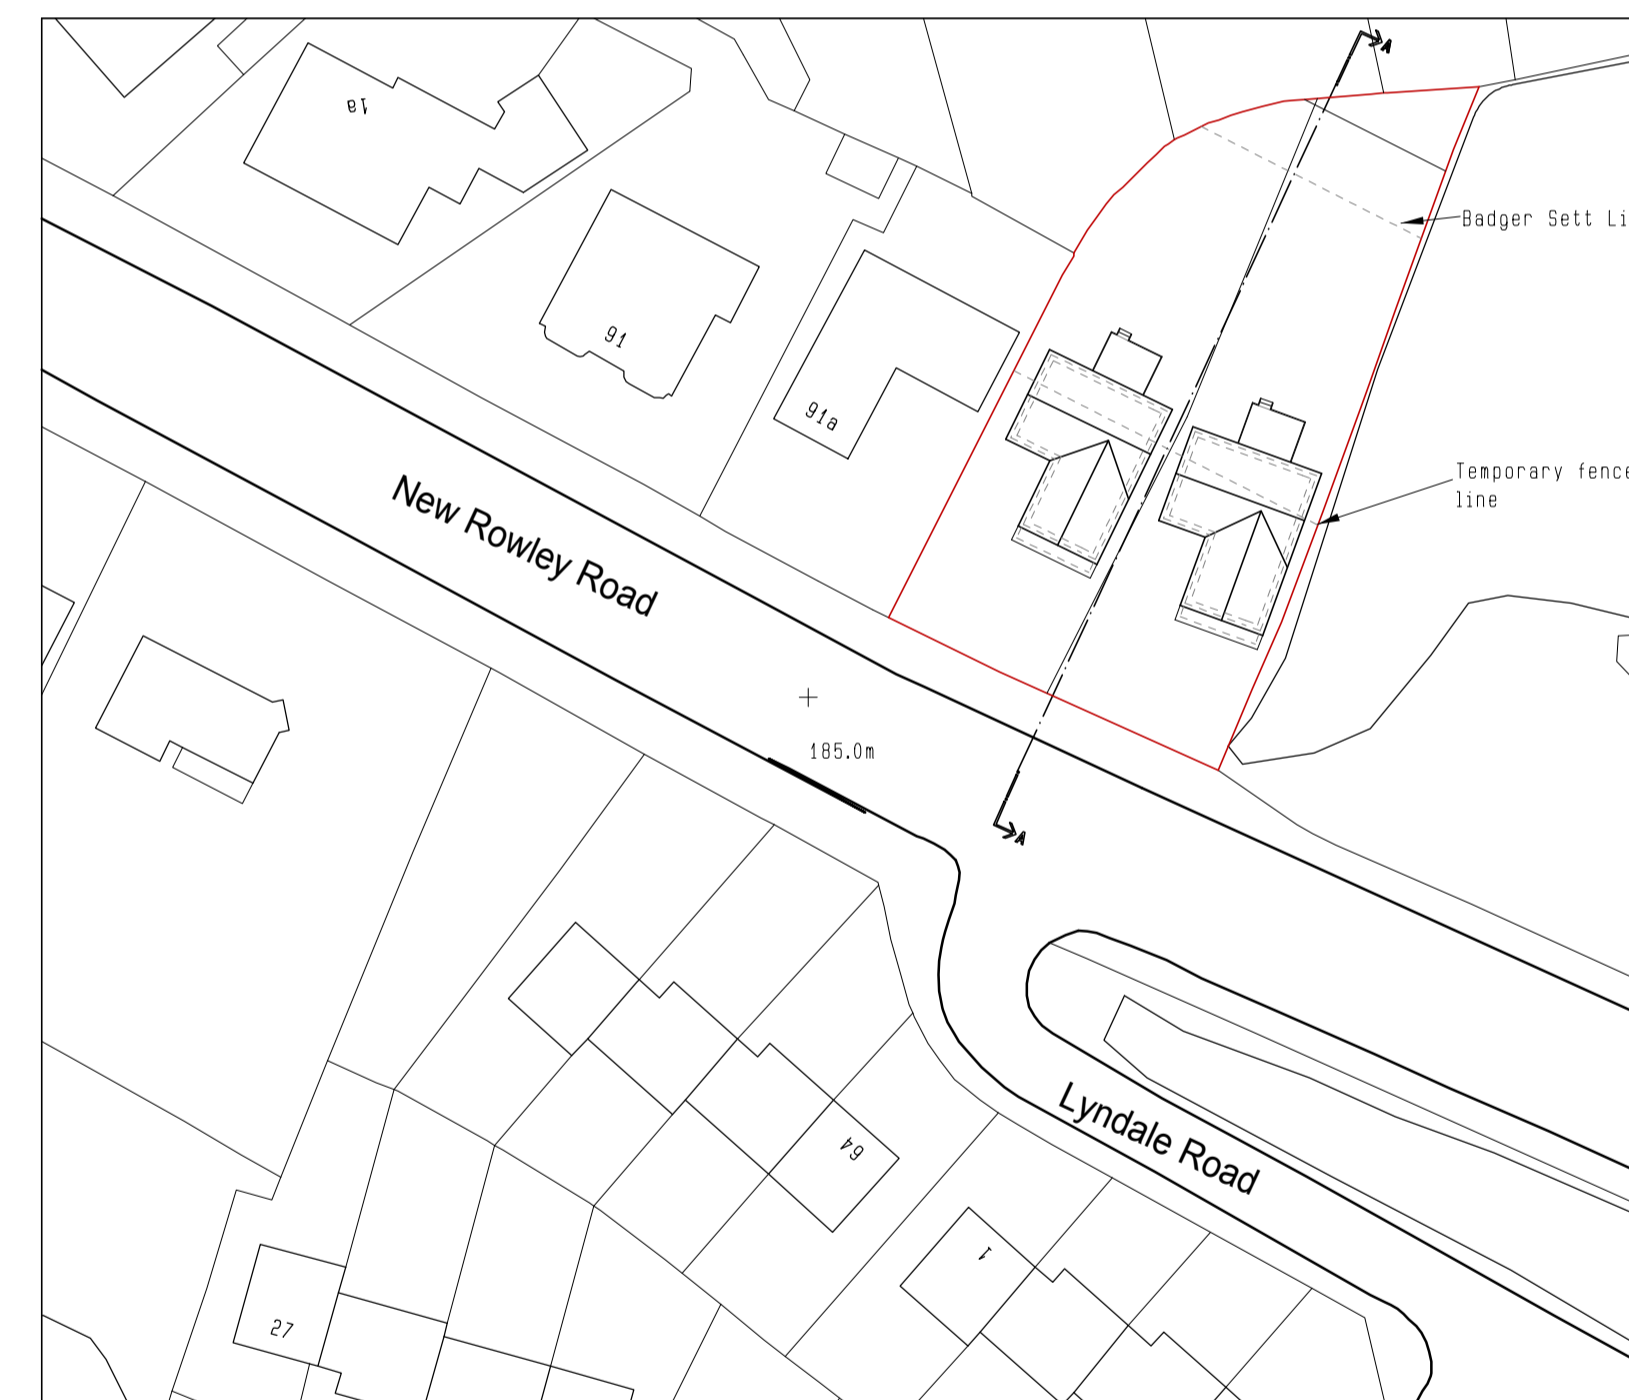 A
1a
Badger Sett Li
91
91a
Temporary fence
line
New Rowley Road
185.0m
A
Lyndale Road
64
1
27